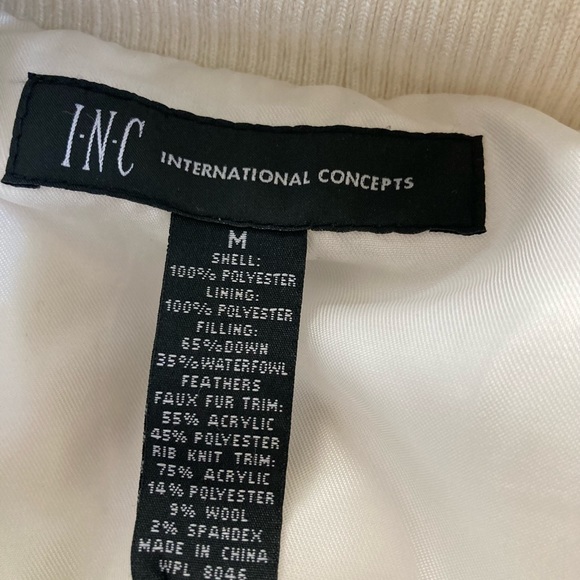 I·N·C INTERNATIONAL CONCEPTS
M
SHELL:
100% POLYESTER
LINING:
100% POLYESTER
FILLING:
65% DOWN
35% WATERFOWL
FEATHERS
FAUX FUR TRIM:
55% ACRYLIC
45% POLYESTER
RIB KNIT TRIM:
75% ACRYLIC
14% POLYESTER
9% WOOL
2% SPANDEX
MADE IN CHINA
WPL 8046